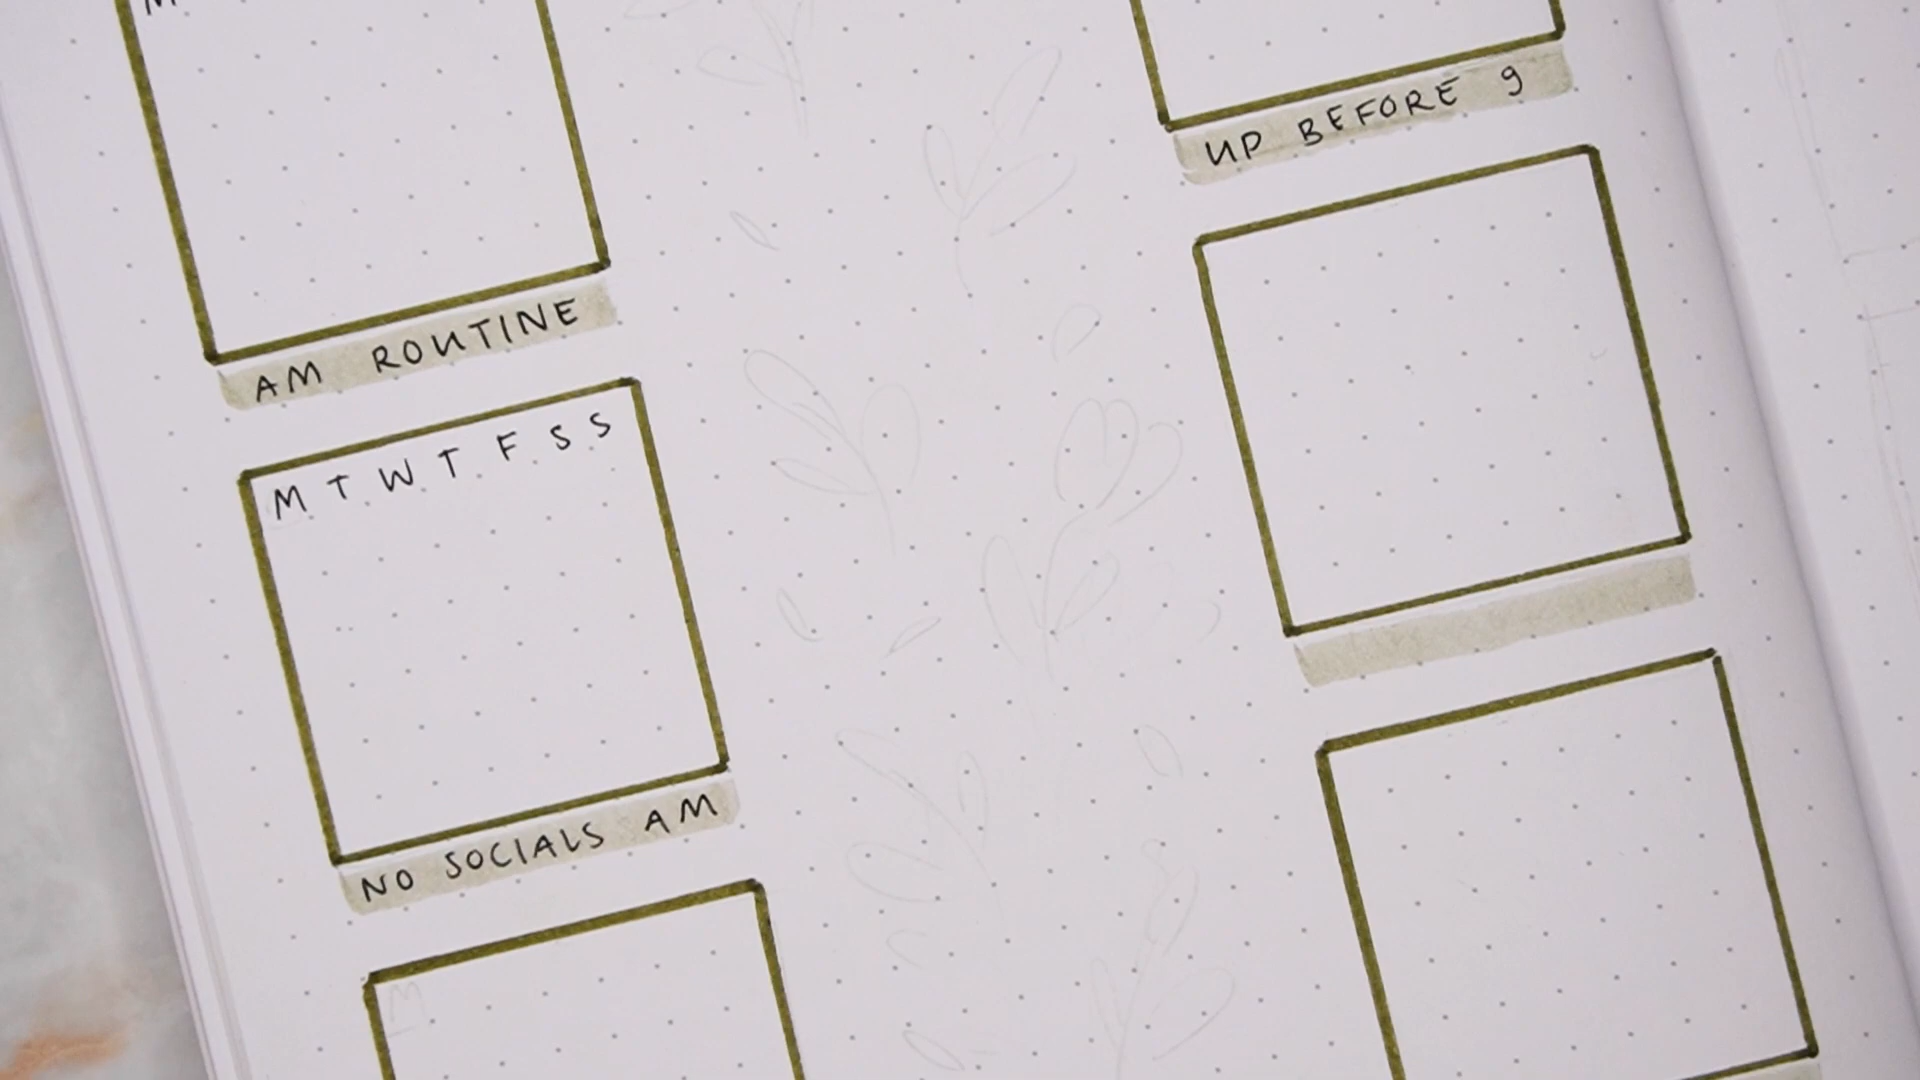 M
UP BEFORE 9
AM ROUTINE
M T W T F S S
NO SOCIALS AM
M